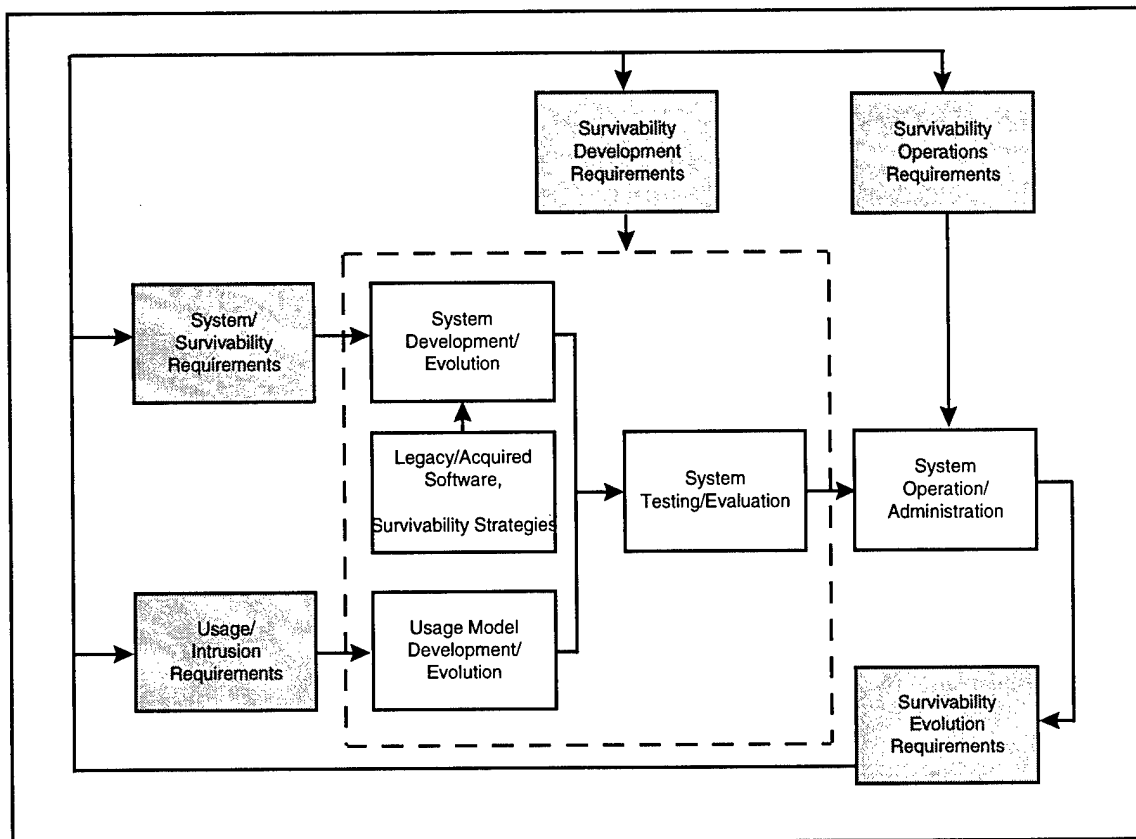 Survivability
Development
Requirements
Survivability
Operations
Requirements
System/
Survivability
Requirements
System
Development/
Evolution
Legacy/Acquired
Software,
Survivability Strategies
System
Testing/Evaluation
System
Operation/
Administration
Usage/
Intrusion
Requirements
Usage Model
Development/
Evolution
Survivability
Evolution
Requirements